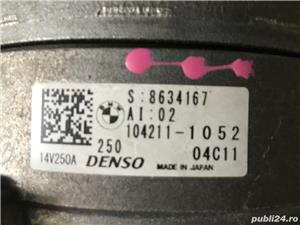 S:8634167
AI:02
104211-1052
250 04C11
14V250A DENSO MADE IN JAPAN
© publi24.ro